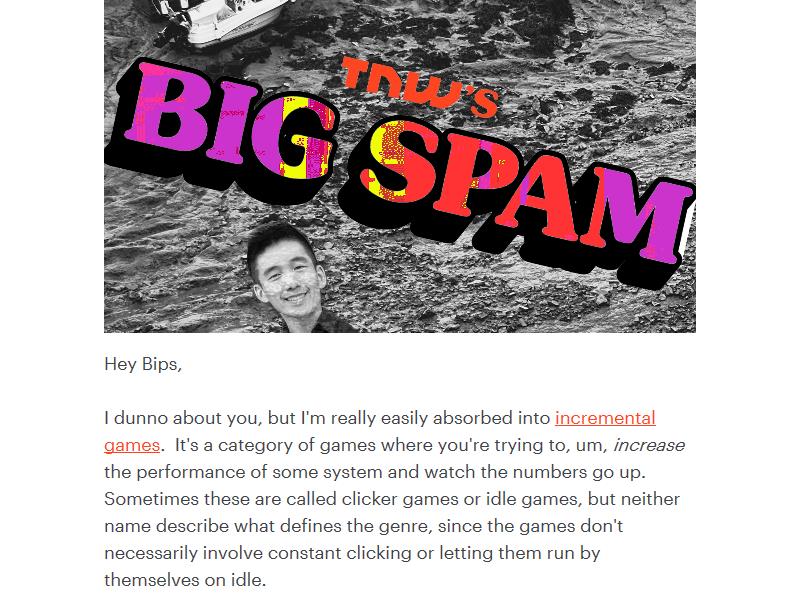 TNW's
BIG SPAM
Hey Bips,
I dunno about you, but I'm really easily absorbed into incremental
games.  It's a category of games where you're trying to, um, increase
the performance of some system and watch the numbers go up.
Sometimes these are called clicker games or idle games, but neither
name describe what defines the genre, since the games don't
necessarily involve constant clicking or letting them run by
themselves on idle.